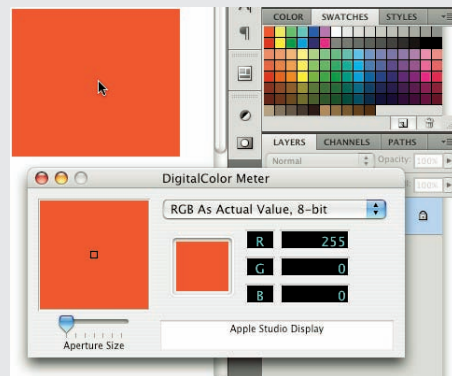 COLOR SWATCHES STYLES
LAYERS CHANNELS PATHS
Normal Opacity: 100%
100%
DigitalColor Meter
RGB As Actual Value, 8-bit
R 255
G 0
B 0
Aperture Size
Apple Studio Display